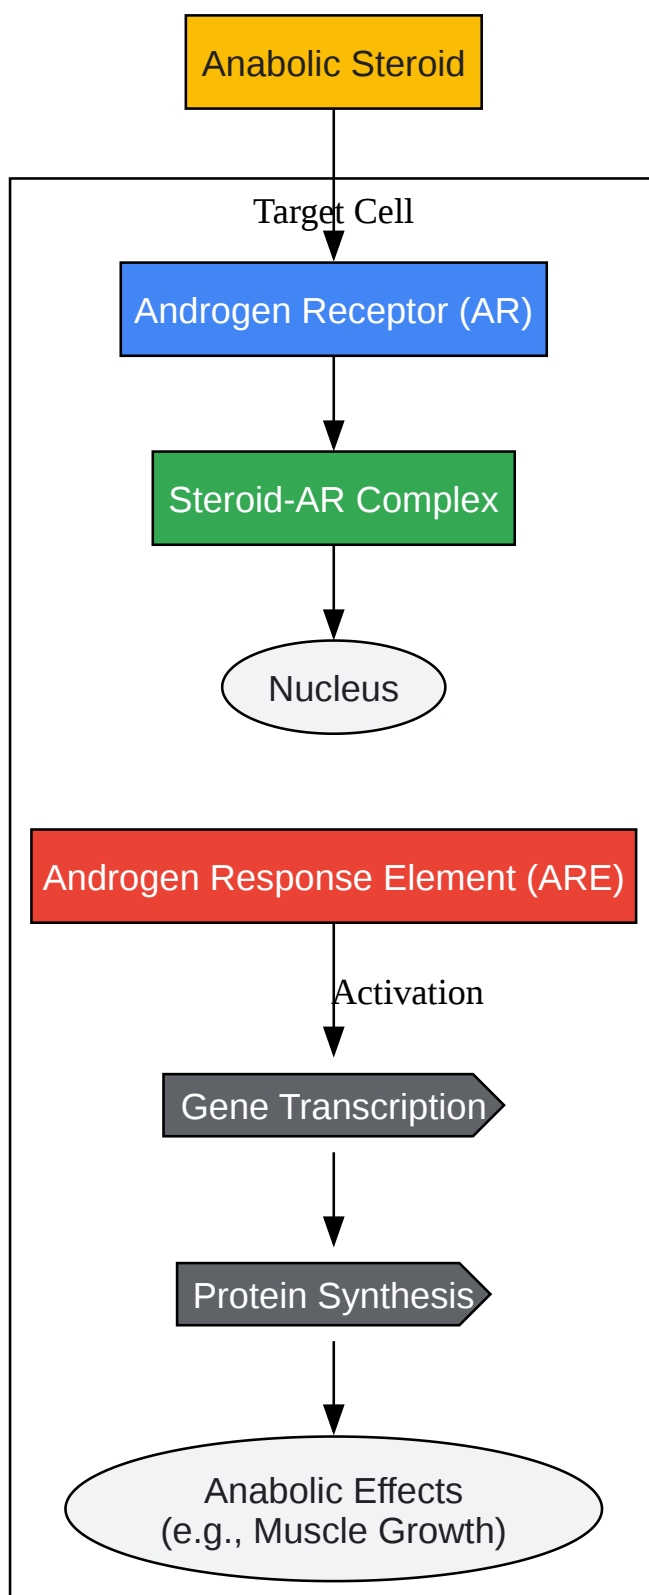 Anabolic Steroid
Target Cell
Androgen Receptor (AR)
Steroid-AR Complex
Nucleus
Androgen Response Element (ARE)
Activation
Gene Transcription
Protein Synthesis
Anabolic Effects
(e.g., Muscle Growth)